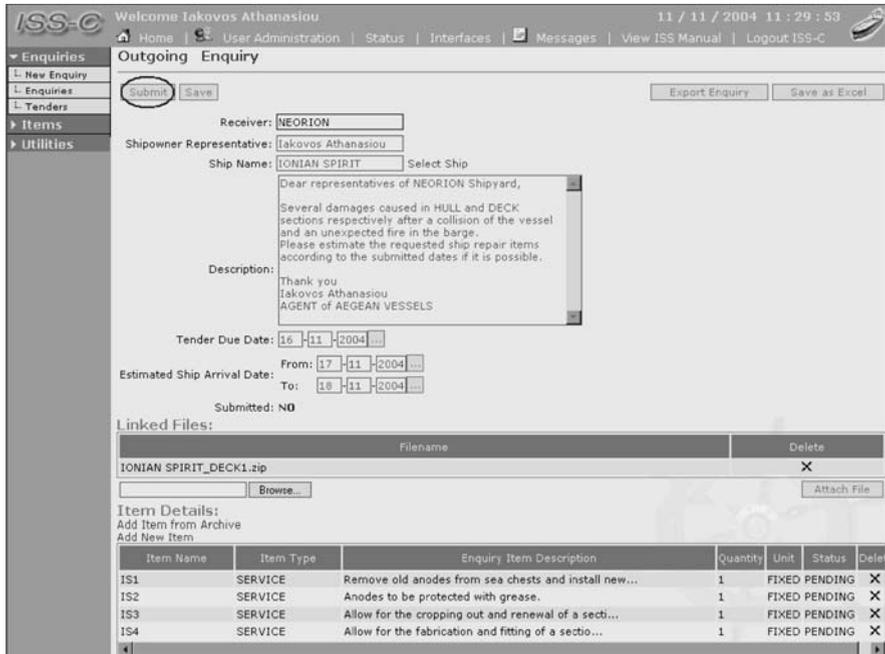 ISS-C
Welcome Iakovos Athanasiou 11 / 11 / 2004 11 : 29 : 53
Home | User Administration | Status | Interfaces | Messages | View ISS Manual | Logout ISS-C
Enquiries
New Enquiry
Enquiries
Tenders
Items
Utilities
Outgoing Enquiry
Submit Save Export Enquiry Save as Excel
Receiver: NEORION
Shipowner Representative: Iakovos Athanasiou
Ship Name: IONIAN SPIRIT Select Ship
Description:
Dear representatives of NEORION Shipyard,
Several damages caused in HULL and DECK
sections respectively after a collision of the vessel
and an unexpected fire in the barge.
Please estimate the requested ship repair items
according to the submitted dates if it is possible.
Thank you
Iakovos Athanasiou
AGENT of AEGEAN VESSELS
Tender Due Date: 16 -11 -2004 ...
Estimated Ship Arrival Date:
From: 17 -11 -2004 ...
To: 18 -11 -2004 ...
Submitted: NO
Linked Files:
Filename Delete
IONIAN SPIRIT_DECK1.zip X
Browse... Attach File
Item Details:
Add Item from Archive
Add New Item
Item Name Item Type Enquiry Item Description Quantity Unit Status Delet
IS1 SERVICE Remove old anodes from sea chests and install new... 1 FIXED PENDING X
IS2 SERVICE Anodes to be protected with grease. 1 FIXED PENDING X
IS3 SERVICE Allow for the cropping out and renewal of a secti... 1 FIXED PENDING X
IS4 SERVICE Allow for the fabrication and fitting of a sectio... 1 FIXED PENDING X